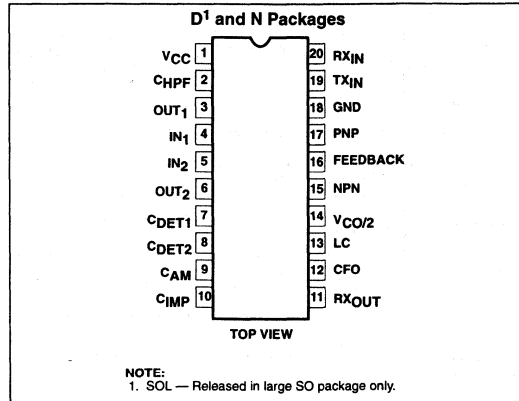 D1 and N Packages
VCC 1 20 RXIN
CHPF 2 19 TXIN
OUT1 3 18 GND
IN1 4 17 PNP
IN2 5 16 FEEDBACK
OUT2 6 15 NPN
CDET1 7 14 VCO/2
CDET2 8 13 LC
CAM 9 12 CFO
CIMP 10 11 RXOUT
TOP VIEW
NOTE:
1. SOL — Released in large SO package only.